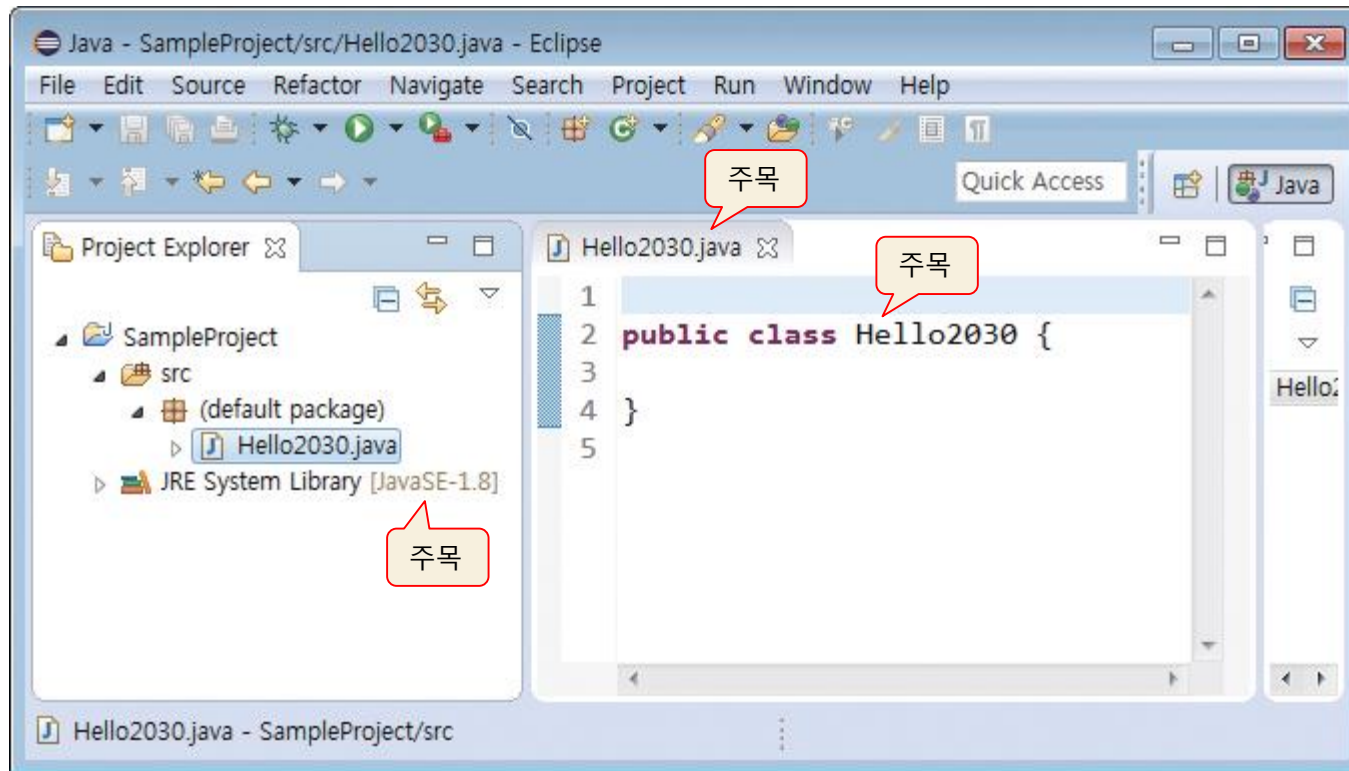 Java - SampleProject/src/Hello2030.java - Eclipse
File Edit Source Refactor Navigate Search Project Run Window Help
주목
Quick Access
Java
Project Explorer
Hello2030.java
주목
SampleProject
src
(default package)
Hello2030.java
JRE System Library [JavaSE-1.8]
주목
1
2 public class Hello2030 {
3
4 }
5
Hello2
Hello2030.java - SampleProject/src